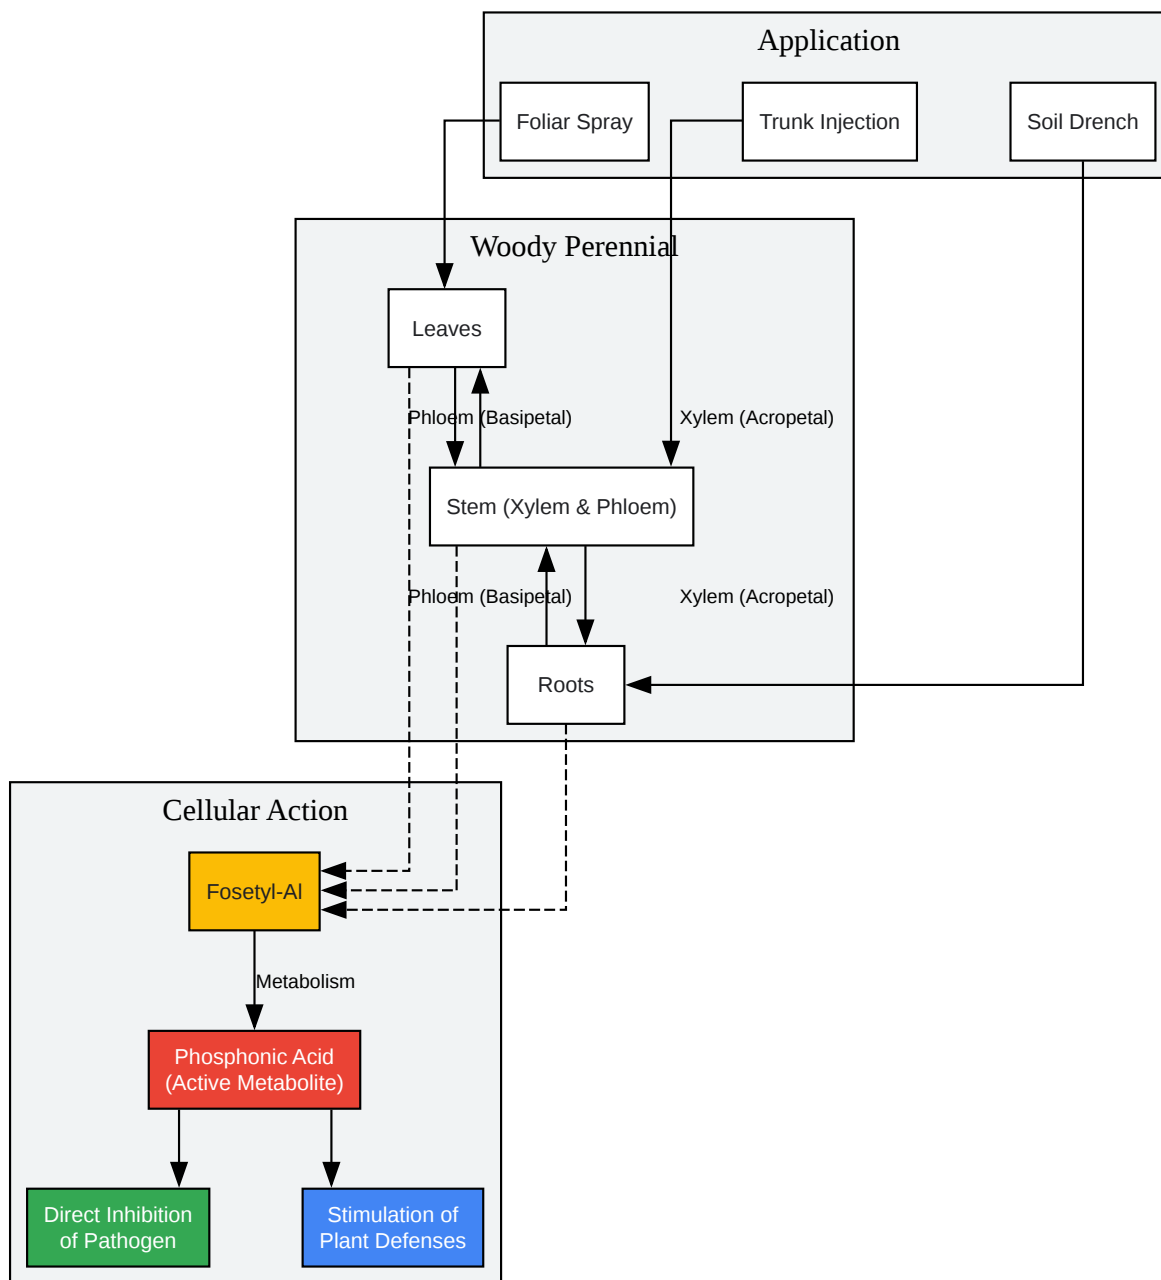 Application
Foliar Spray
Trunk Injection
Soil Drench
Woody Perennial
Leaves
Phloem (Basipetal)
Xylem (Acropetal)
Stem (Xylem & Phloem)
Phloem (Basipetal)
Xylem (Acropetal)
Roots
Cellular Action
Fosetyl-Al
Metabolism
Phosphonic Acid
(Active Metabolite)
Direct Inhibition
of Pathogen
Stimulation of
Plant Defenses